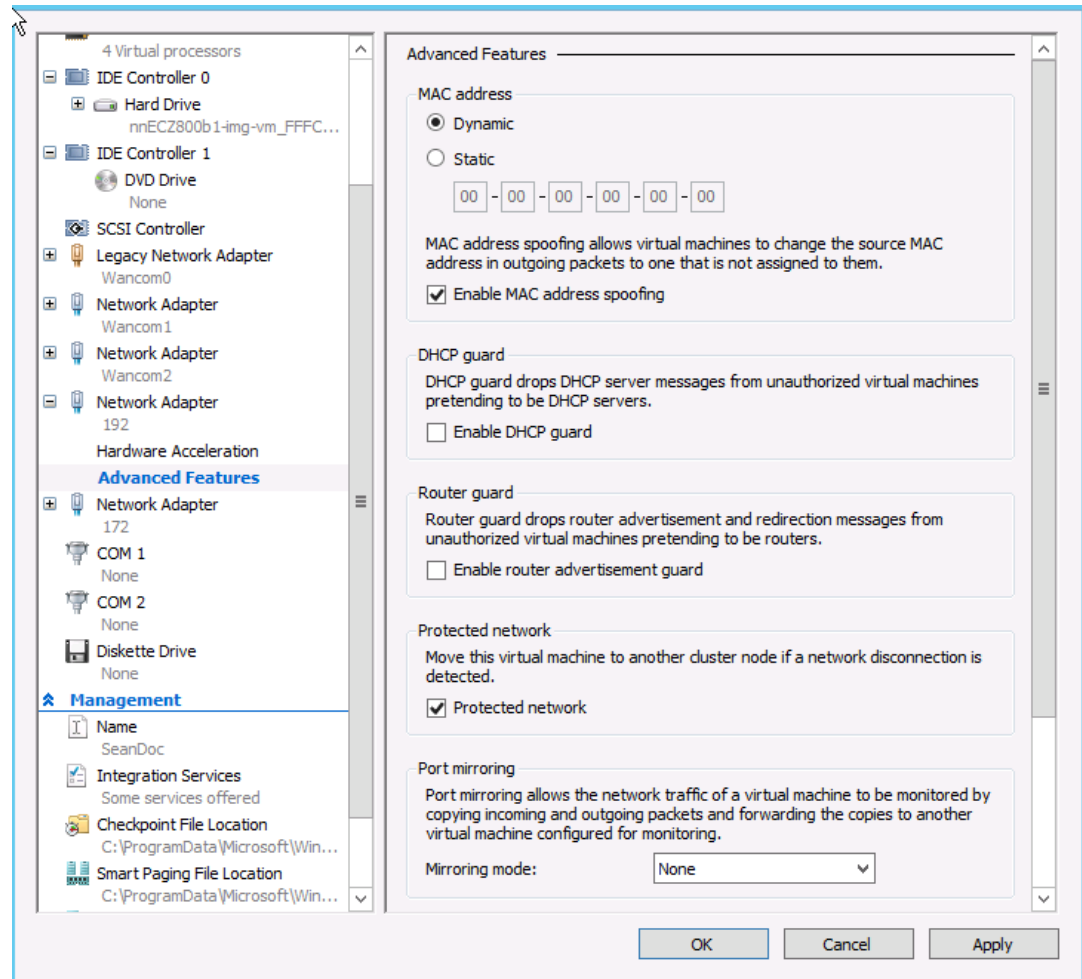 4 Virtual processors
IDE Controller 0
Hard Drive
nnECZ800b1-img-vm_FFFC...
IDE Controller 1
DVD Drive
None
SCSI Controller
Legacy Network Adapter
Wancom0
Network Adapter
Wancom1
Network Adapter
Wancom2
Network Adapter
192
Hardware Acceleration
Advanced Features
Network Adapter
172
COM 1
None
COM 2
None
Diskette Drive
None
Management
Name
SeanDoc
Integration Services
Some services offered
Checkpoint File Location
C:\ProgramData\Microsoft\Win...
Smart Paging File Location
C:\ProgramData\Microsoft\Win...
Advanced Features
MAC address
Dynamic
Static
00 - 00 - 00 - 00 - 00 - 00
MAC address spoofing allows virtual machines to change the source MAC
address in outgoing packets to one that is not assigned to them.
Enable MAC address spoofing
DHCP guard
DHCP guard drops DHCP server messages from unauthorized virtual machines
pretending to be DHCP servers.
Enable DHCP guard
Router guard
Router guard drops router advertisement and redirection messages from
unauthorized virtual machines pretending to be routers.
Enable router advertisement guard
Protected network
Move this virtual machine to another cluster node if a network disconnection is
detected.
Protected network
Port mirroring
Port mirroring allows the network traffic of a virtual machine to be monitored by
copying incoming and outgoing packets and forwarding the copies to another
virtual machine configured for monitoring.
Mirroring mode: None
OK Cancel Apply